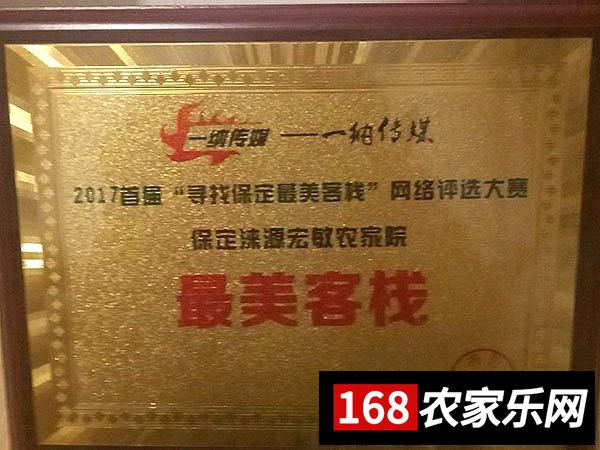 一纳传媒 ——一纳传媒
2017首届“寻找保定最美客栈”网络评选大赛
保定涞源宏敏农家院
最美客栈
168农家乐网